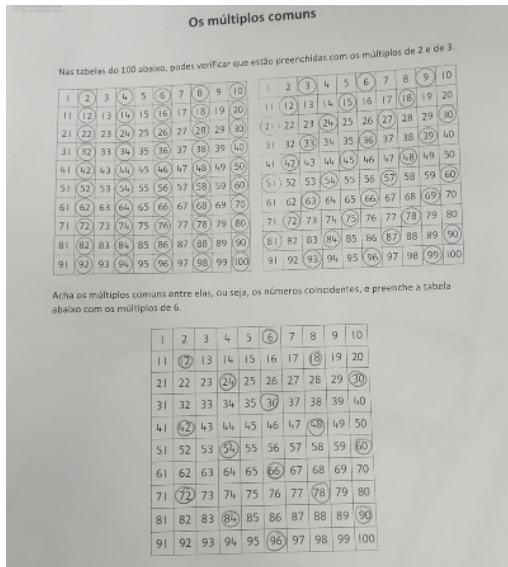 Os múltiplos comuns
Nas tabelas do 100 abaixo, podes verificar que estão preenchidas com os múltiplos de 2 e de 3.
1 2 3 4 5 6 7 8 9 10
11 12 13 14 15 16 17 18 19 20
21 22 23 24 25 26 27 28 29 30
31 32 33 34 35 36 37 38 39 40
41 42 43 44 45 46 47 48 49 50
51 52 53 54 55 56 57 58 59 60
61 62 63 64 65 66 67 68 69 70
71 72 73 74 75 76 77 78 79 80
81 82 83 84 85 86 87 88 89 90
91 92 93 94 95 96 97 98 99 100
1 2 3 4 5 6 7 8 9 10
11 12 13 14 15 16 17 18 19 20
21 22 23 24 25 26 27 28 29 30
31 32 33 34 35 36 37 38 39 40
41 42 43 44 45 46 47 48 49 50
51 52 53 54 55 56 57 58 59 60
61 62 63 64 65 66 67 68 69 70
71 72 73 74 75 76 77 78 79 80
81 82 83 84 85 86 87 88 89 90
91 92 93 94 95 96 97 98 99 100
Acha os múltiplos comuns entre elas, ou seja, os números coincidentes, e preenche a tabela
abaixo com os múltiplos de 6.
1 2 3 4 5 6 7 8 9 10
11 12 13 14 15 16 17 18 19 20
21 22 23 24 25 26 27 28 29 30
31 32 33 34 35 36 37 38 39 40
41 42 43 44 45 46 47 48 49 50
51 52 53 54 55 56 57 58 59 60
61 62 63 64 65 66 67 68 69 70
71 72 73 74 75 76 77 78 79 80
81 82 83 84 85 86 87 88 89 90
91 92 93 94 95 96 97 98 99 100